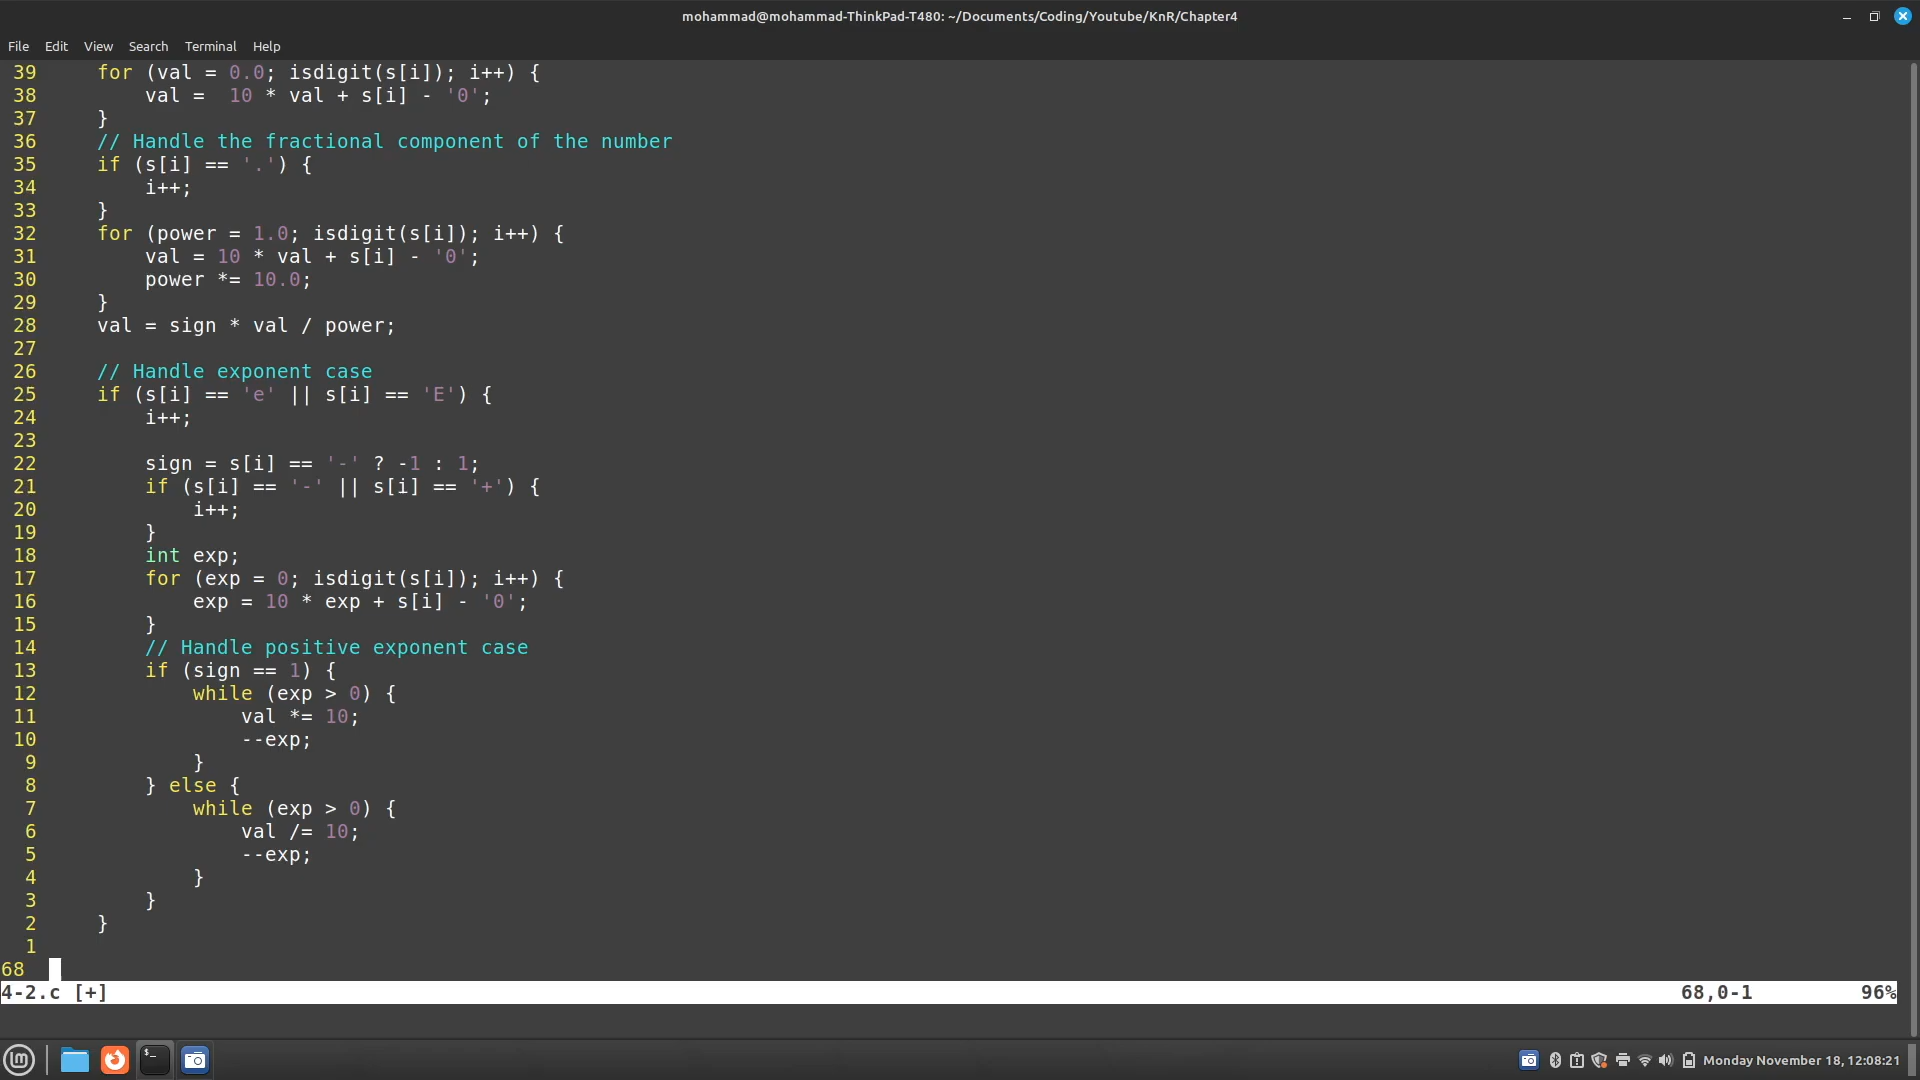 mohammad@mohammad-ThinkPad-T480: ~/Documents/Coding/Youtube/KnR/Chapter4
File Edit View Search Terminal Help
39     for (val = 0.0; isdigit(s[i]); i++) {
38         val =  10 * val + s[i] - '0';
37     }
36     // Handle the fractional component of the number
35     if (s[i] == '.') {
34         i++;
33     }
32     for (power = 1.0; isdigit(s[i]); i++) {
31         val = 10 * val + s[i] - '0';
30         power *= 10.0;
29     }
28     val = sign * val / power;
27
26     // Handle exponent case
25     if (s[i] == 'e' || s[i] == 'E') {
24         i++;
23
22         sign = s[i] == '-' ? -1 : 1;
21         if (s[i] == '-' || s[i] == '+') {
20             i++;
19         }
18         int exp;
17         for (exp = 0; isdigit(s[i]); i++) {
16             exp = 10 * exp + s[i] - '0';
15         }
14         // Handle positive exponent case
13         if (sign == 1) {
12             while (exp > 0) {
11                 val *= 10;
10                 --exp;
9             }
8         } else {
7             while (exp > 0) {
6                 val /= 10;
5                 --exp;
4             }
3         }
2     }
1
68
4-2.c [+] 68,0-1 96%
Monday November 18, 12:08:21